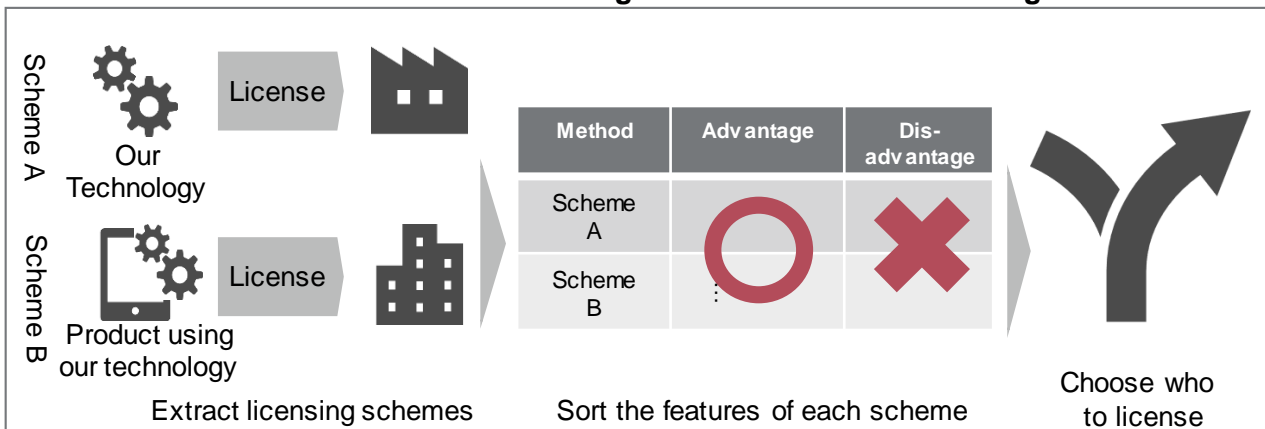 Scheme A
License
Our
Technology
Scheme B
License
Product using
our technology
Extract licensing schemes
Method
Advantage
Dis-
advantage
Scheme
A
Scheme
B
⋮
Sort the features of each scheme
Choose who
to license